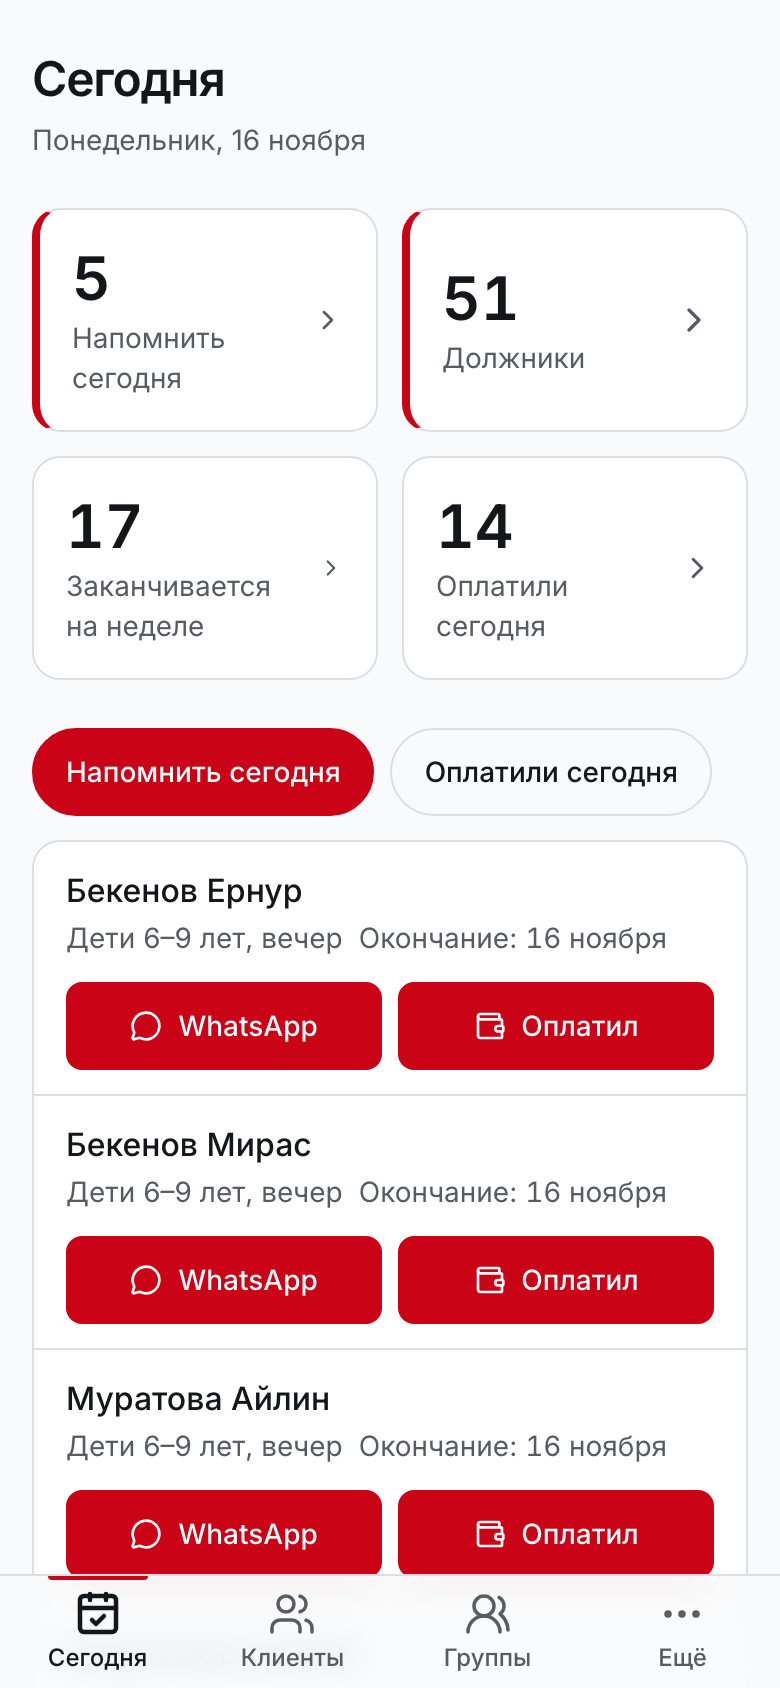 Сегодня
Понедельник, 16 ноября
5
Напомнить
сегодня
51
Должники
17
Заканчивается
на неделе
14
Оплатили
сегодня
Напомнить сегодня
Оплатили сегодня
Бекенов Ернур
Дети 6–9 лет, вечер Окончание: 16 ноября
WhatsApp
Оплатил
Бекенов Мирас
Дети 6–9 лет, вечер Окончание: 16 ноября
WhatsApp
Оплатил
Муратова Айлин
Дети 6–9 лет, вечер Окончание: 16 ноября
WhatsApp
Оплатил
Сегодня
Клиенты
Группы
Ещё